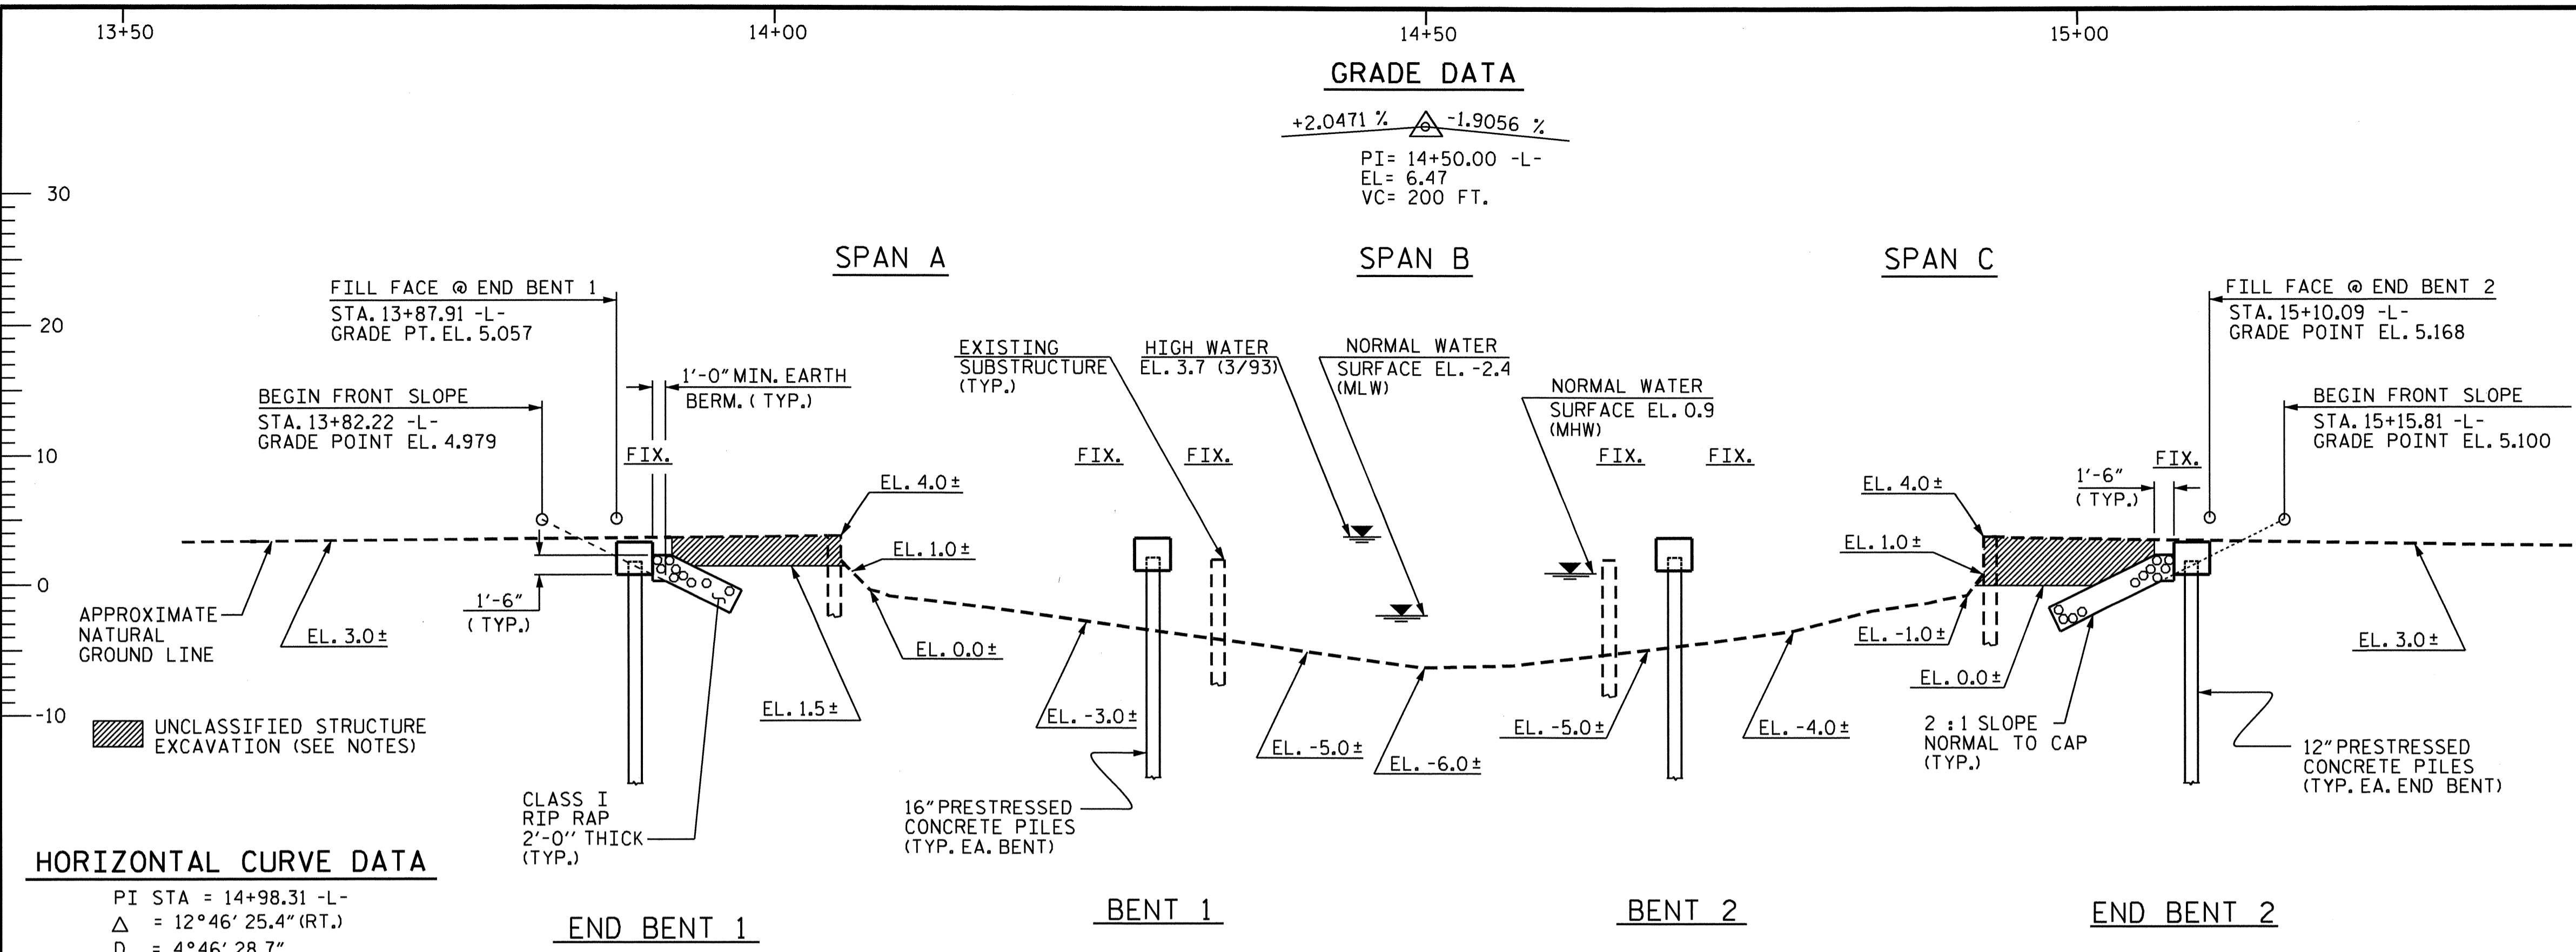 13+50
14+00
14+50
15+00
GRADE DATA
+2.0471 %
-1.9056 %
PI= 14+50.00 -L-
EL= 6.47
VC= 200 FT.
30
20
10
0
-10
SPAN A
SPAN B
SPAN C
FILL FACE @ END BENT 1
STA. 13+87.91 -L-
GRADE PT. EL. 5.057
BEGIN FRONT SLOPE
STA. 13+82.22 -L-
GRADE POINT EL. 4.979
1'-0" MIN. EARTH
BERM. ( TYP.)
FIX.
EXISTING
SUBSTRUCTURE
(TYP.)
HIGH WATER
EL. 3.7 (3/93)
NORMAL WATER
SURFACE EL. -2.4
(MLW)
NORMAL WATER
SURFACE EL. 0.9
(MHW)
FIX.
FIX.
FIX.
FIX.
FILL FACE @ END BENT 2
STA. 15+10.09 -L-
GRADE POINT EL. 5.168
BEGIN FRONT SLOPE
STA. 15+15.81 -L-
GRADE POINT EL. 5.100
FIX.
1'-6"
( TYP.)
EL. 4.0±
EL. 1.0±
EL. 4.0±
EL. 1.0±
APPROXIMATE
NATURAL
GROUND LINE
EL. 3.0±
1'-6"
( TYP.)
EL. 0.0±
EL. 1.5±
EL. -3.0±
EL. -5.0±
EL. -6.0±
EL. -5.0±
EL. -4.0±
EL. -1.0±
EL. 0.0±
EL. 3.0±
UNCLASSIFIED STRUCTURE
EXCAVATION (SEE NOTES)
CLASS I
RIP RAP
2'-0'' THICK
(TYP.)
16" PRESTRESSED
CONCRETE PILES
(TYP. EA. BENT)
2 : 1 SLOPE
NORMAL TO CAP
(TYP.)
12" PRESTRESSED
CONCRETE PILES
(TYP. EA. END BENT)
HORIZONTAL CURVE DATA
PI STA = 14+98.31 -L-
△ = 12°46' 25.4" (RT.)
D = 4°46' 28.7"
END BENT 1
BENT 1
BENT 2
END BENT 2